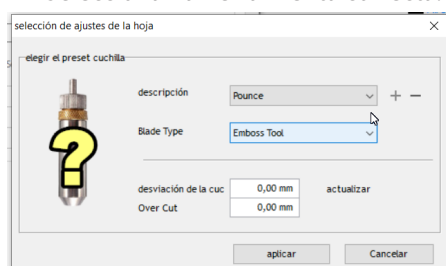 selección de ajustes de la hoja
elegir el preset cuchilla
descripción
Pounce
Blade Type
Emboss Tool
desviación de la cuc
0,00 mm
actualizar
Over Cut
0,00 mm
aplicar
Cancelar